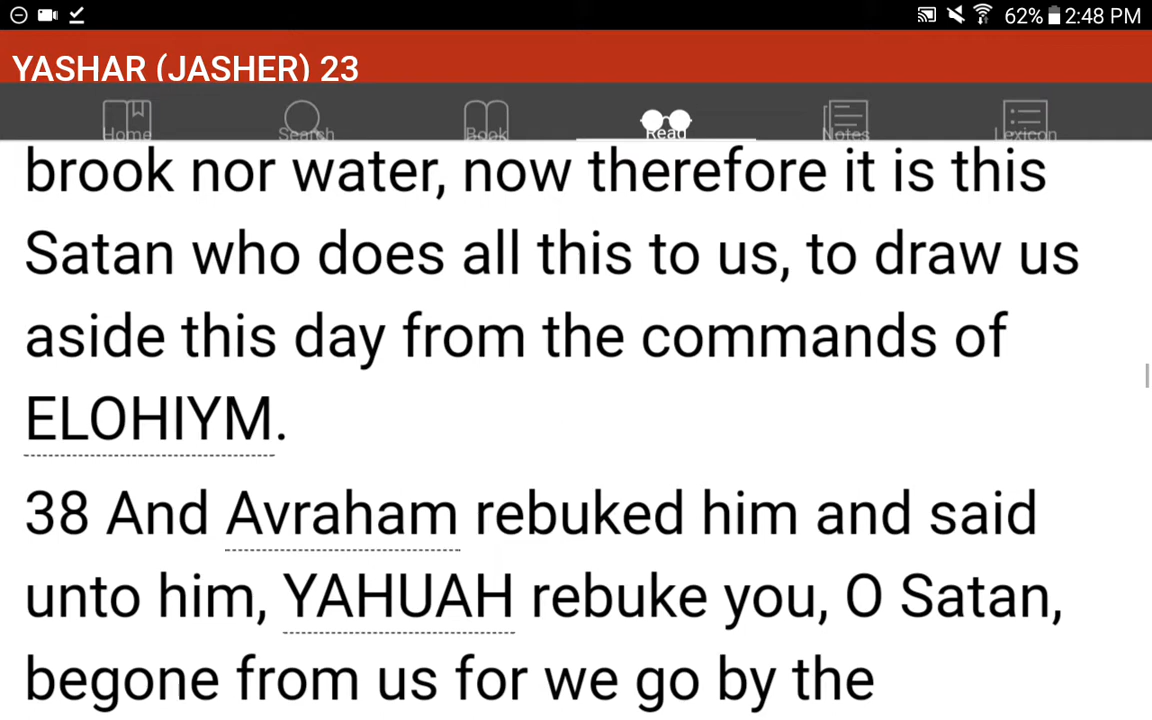 62% 2:48 PM
YASHAR (JASHER) 23
Home Search Book Read Notes Lexicon
brook nor water, now therefore it is this
Satan who does all this to us, to draw us
aside this day from the commands of
ELOHIYM.
38 And Avraham rebuked him and said
unto him, YAHUAH rebuke you, O Satan,
begone from us for we go by the